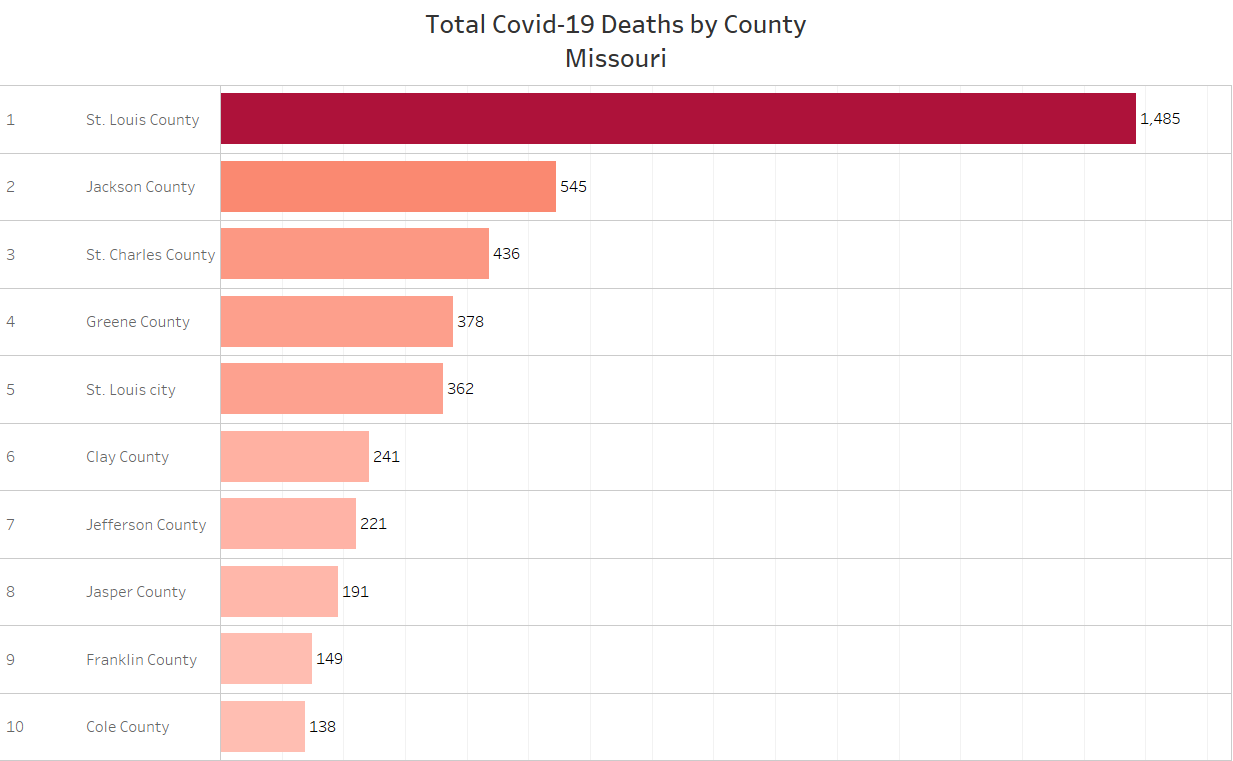 Total Covid-19 Deaths by County
Missouri
1 St. Louis County 1,485
2 Jackson County 545
3 St. Charles County 436
4 Greene County 378
5 St. Louis city 362
6 Clay County 241
7 Jefferson County 221
8 Jasper County 191
9 Franklin County 149
10 Cole County 138